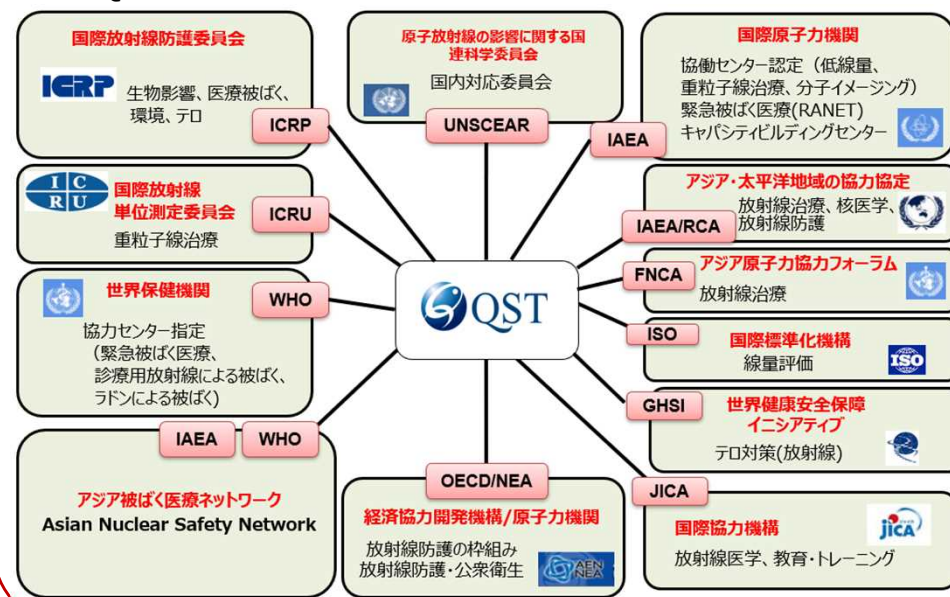 国際放射線防護委員会
ICRP
生物影響、医療被ばく、
環境、テロ
ICRP
原子放射線の影響に関する国
連科学委員会
国内対応委員会
UNSCEAR
国際原子力機関
協働センター認定（低線量、
重粒子線治療、分子イメージング）
緊急被ばく医療(RANET)
キャパシティビルディングセンター
IAEA
I C
R U
国際放射線
単位測定委員会
重粒子線治療
ICRU
アジア・太平洋地域の協力協定
放射線治療、核医学、
放射線防護
IAEA/RCA
世界保健機関
協力センター指定
(緊急被ばく医療、
診療用放射線による被ばく、
ラドンによる被ばく)
WHO
QST
アジア原子力協力フォーラム
放射線治療
FNCA
国際標準化機構
線量評価
ISO
ISO
世界健康安全保障
イニシアティブ
テロ対策(放射線)
GHSI
IAEA
WHO
アジア被ばく医療ネットワーク
Asian Nuclear Safety Network
OECD/NEA
経済協力開発機構/原子力機関
放射線防護の枠組み
放射線防護・公衆衛生
AEN
NEA
JICA
国際協力機構
放射線医学、教育・トレーニング
jICA